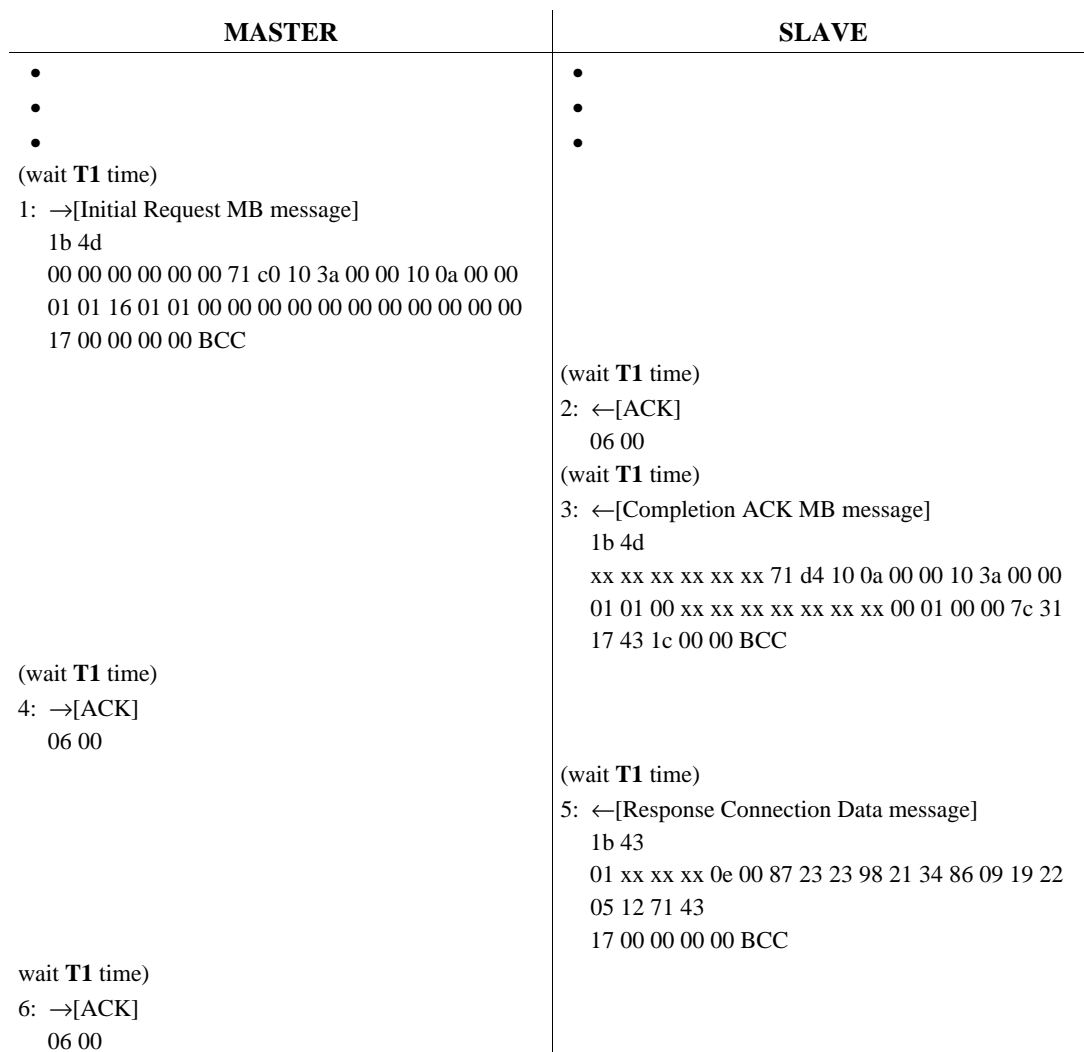 MASTER SLAVE
• •
• •
• •
(wait T1 time)
1: →[Initial Request MB message]
1b 4d
00 00 00 00 00 00 71 c0 10 3a 00 00 10 0a 00 00
01 01 16 01 01 00 00 00 00 00 00 00 00 00 00 00
17 00 00 00 00 BCC
(wait T1 time)
2: ←[ACK]
06 00
(wait T1 time)
3: ←[Completion ACK MB message]
1b 4d
xx xx xx xx xx xx 71 d4 10 0a 00 00 10 3a 00 00
01 01 00 xx xx xx xx xx xx xx 00 01 00 00 7c 31
17 43 1c 00 00 BCC
(wait T1 time)
4: →[ACK]
06 00
(wait T1 time)
5: ←[Response Connection Data message]
1b 43
01 xx xx xx 0e 00 87 23 23 98 21 34 86 09 19 22
05 12 71 43
17 00 00 00 00 BCC
wait T1 time)
6: →[ACK]
06 00